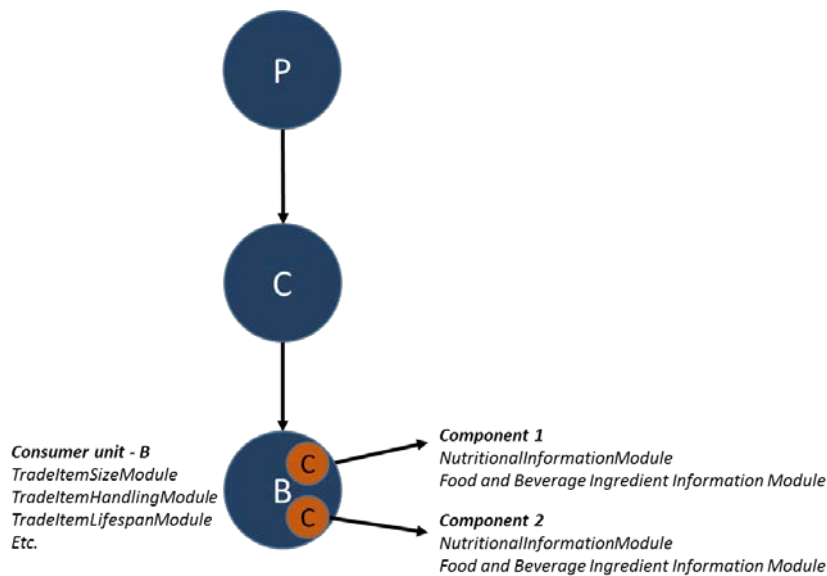 P
C
Consumer unit - B
TradeItemSizeModule
TradeItemHandlingModule
TradeItemLifespanModule
Etc.
B
C
C
Component 1
NutritionalInformationModule
Food and Beverage Ingredient Information Module
Component 2
NutritionalInformationModule
Food and Beverage Ingredient Information Module